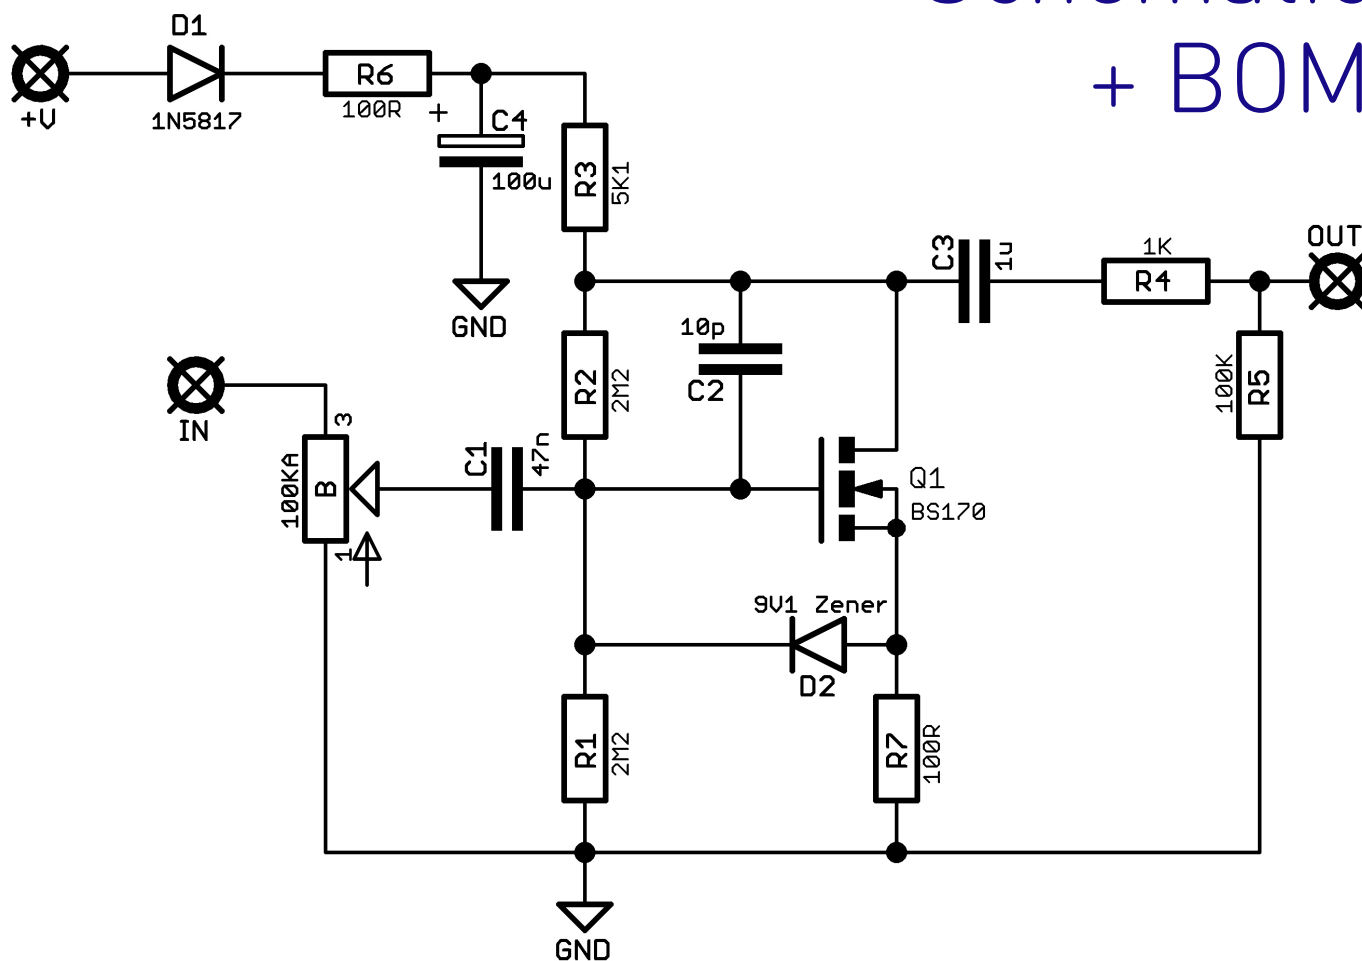 Schematic
+ BOM
D1
+V
1N5817
R6
100R
+
C4
100u
GND
R3
5K1
C3
1u
1K
R4
OUT
10p
C2
R2
2M2
100K
R5
IN
3
100KA
B
1
C1
47n
Q1
BS170
9V1 Zener
D2
R1
2M2
R7
100R
GND